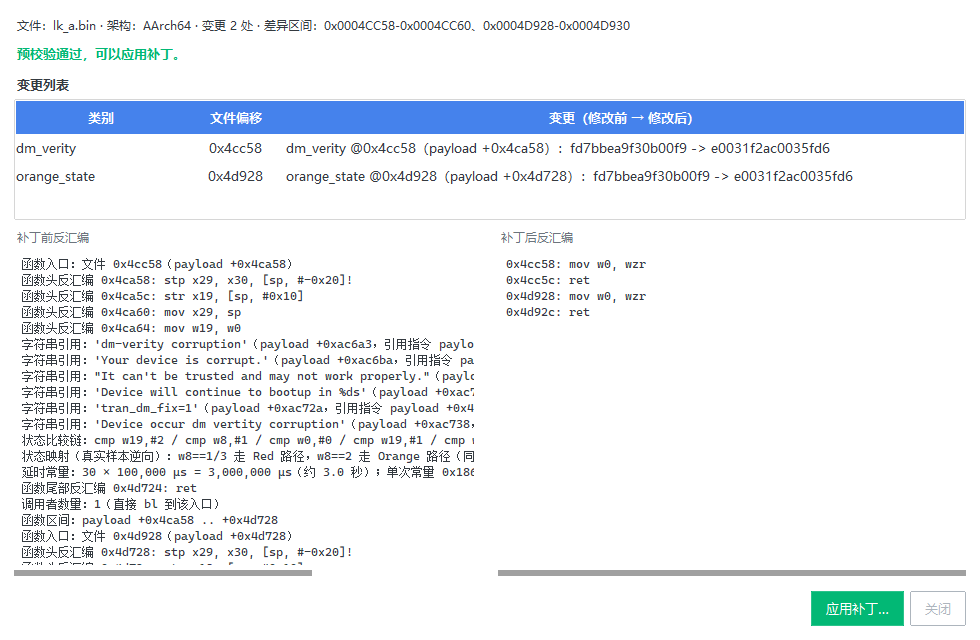 文件：lk_a.bin · 架构：AArch64 · 变更 2 处 · 差异区间：0x0004CC58-0x0004CC60、0x0004D928-0x0004D930
预校验通过，可以应用补丁。
变更列表
类别 文件偏移 变更（修改前 → 修改后）
dm_verity 0x4cc58 dm_verity @0x4cc58（payload +0x4ca58）: fd7bbea9f30b00f9 -> e0031f2ac0035fd6
orange_state 0x4d928 orange_state @0x4d928（payload +0x4d728）: fd7bbea9f30b00f9 -> e0031f2ac0035fd6
补丁前反汇编
函数入口: 文件 0x4cc58（payload +0x4ca58）
函数头反汇编 0x4ca58: stp x29, x30, [sp, #-0x20]!
函数头反汇编 0x4ca5c: str x19, [sp, #0x10]
函数头反汇编 0x4ca60: mov x29, sp
函数头反汇编 0x4ca64: mov w19, w0
字符串引用: 'dm-verity corruption'（payload +0xac6a3，引用指令 paylo
字符串引用: 'Your device is corrupt.'（payload +0xac6ba，引用指令 pa
字符串引用: "It can't be trusted and may not work properly."（paylo
字符串引用: 'Device will continue to bootup in %ds'（payload +0xac7
字符串引用: 'tran_dm_fix=1'（payload +0xac72a，引用指令 payload +0x4
字符串引用: 'Device occur dm vertity corruption'（payload +0xac738，
状态比较链: cmp w19,#2 / cmp w8,#1 / cmp w0,#0 / cmp w19,#1 / cmp
状态映射（真实样本逆向）: w8==1/3 走 Red 路径，w8==2 走 Orange 路径（同
延时常量: 30 × 100,000 μs = 3,000,000 μs（约 3.0 秒）；单次常量 0x186
函数尾部反汇编 0x4d724: ret
调用者数量: 1（直接 bl 到该入口）
函数区间: payload +0x4ca58 .. +0x4d728
函数入口: 文件 0x4d928（payload +0x4d728）
函数头反汇编 0x4d728: stp x29, x30, [sp, #-0x20]!
补丁后反汇编
0x4cc58: mov w0, wzr
0x4cc5c: ret
0x4d928: mov w0, wzr
0x4d92c: ret
应用补丁...
关闭